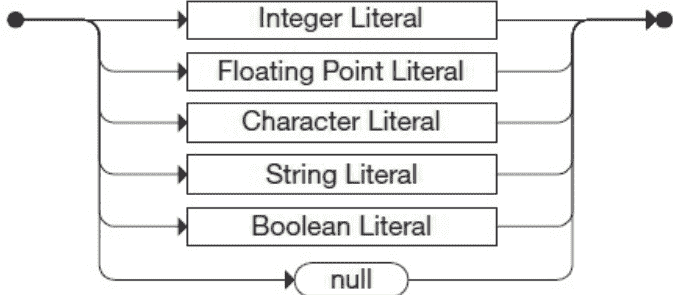 Integer Literal
Floating Point Literal
Character Literal
String Literal
Boolean Literal
null